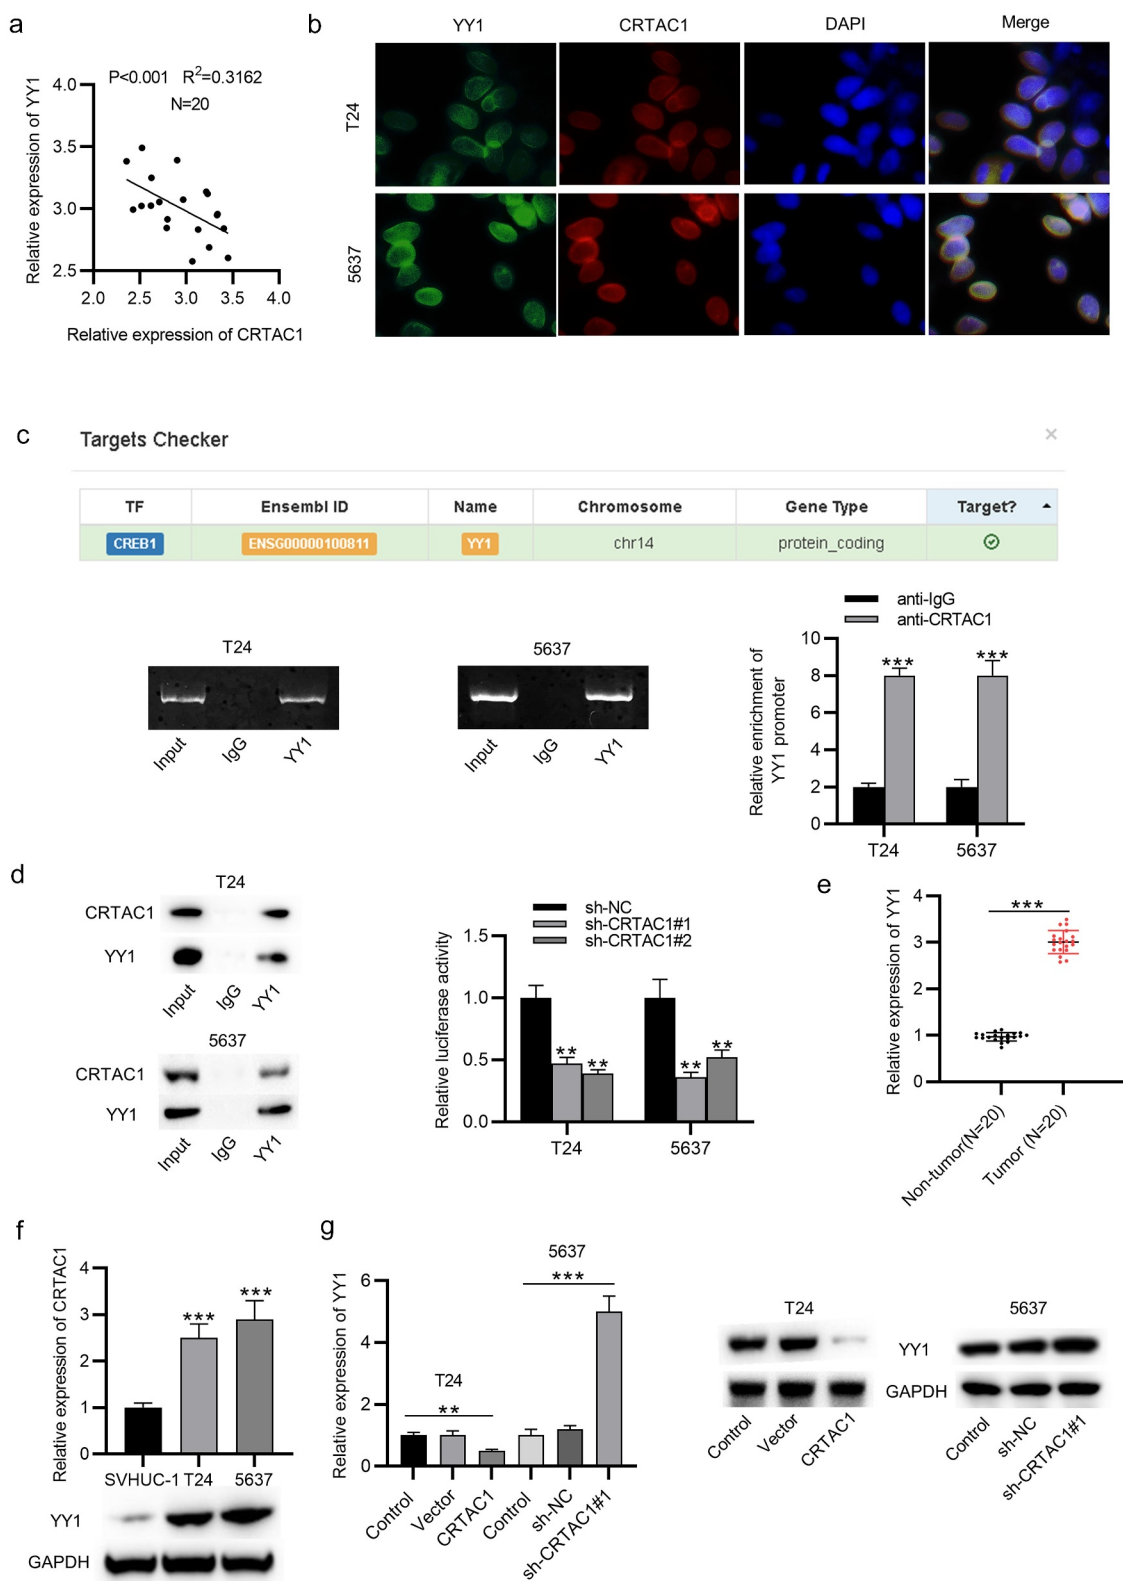 a
P<0.001 R²=0.3162
N=20
Relative expression of YY1
4.0
3.5
3.0
2.5
2.0 2.5 3.0 3.5 4.0
Relative expression of CRTAC1
b
YY1 CRTAC1 DAPI Merge
T24
5637
c
Targets Checker ×
TF Ensembl ID Name Chromosome Gene Type Target?
CREB1 ENSG00000100811 YY1 chr14 protein_coding
T24
Input IgG YY1
5637
Input IgG YY1
anti-IgG
anti-CRTAC1
Relative enrichment of
YY1 promoter
10
8
6
4
2
0
*** ***
T24 5637
d
T24
CRTAC1
YY1
Input IgG YY1
5637
CRTAC1
YY1
Input IgG YY1
sh-NC
sh-CRTAC1#1
sh-CRTAC1#2
Relative luciferase activity
1.5
1.0
0.5
0.0
** ** ** **
T24 5637
e
Relative expression of YY1
4
3
2
1
0
***
Non-tumor(N=20) Tumor (N=20)
f
Relative expression of CRTAC1
4
3
2
1
0
*** ***
SVHUC-1 T24 5637
YY1
GAPDH
g
Relative expression of YY1
6
4
2
0
T24
**
5637
***
Control Vector CRTAC1 Control sh-NC sh-CRTAC1#1
T24 5637
YY1
GAPDH
Control Vector CRTAC1 Control sh-NC sh-CRTAC1#1